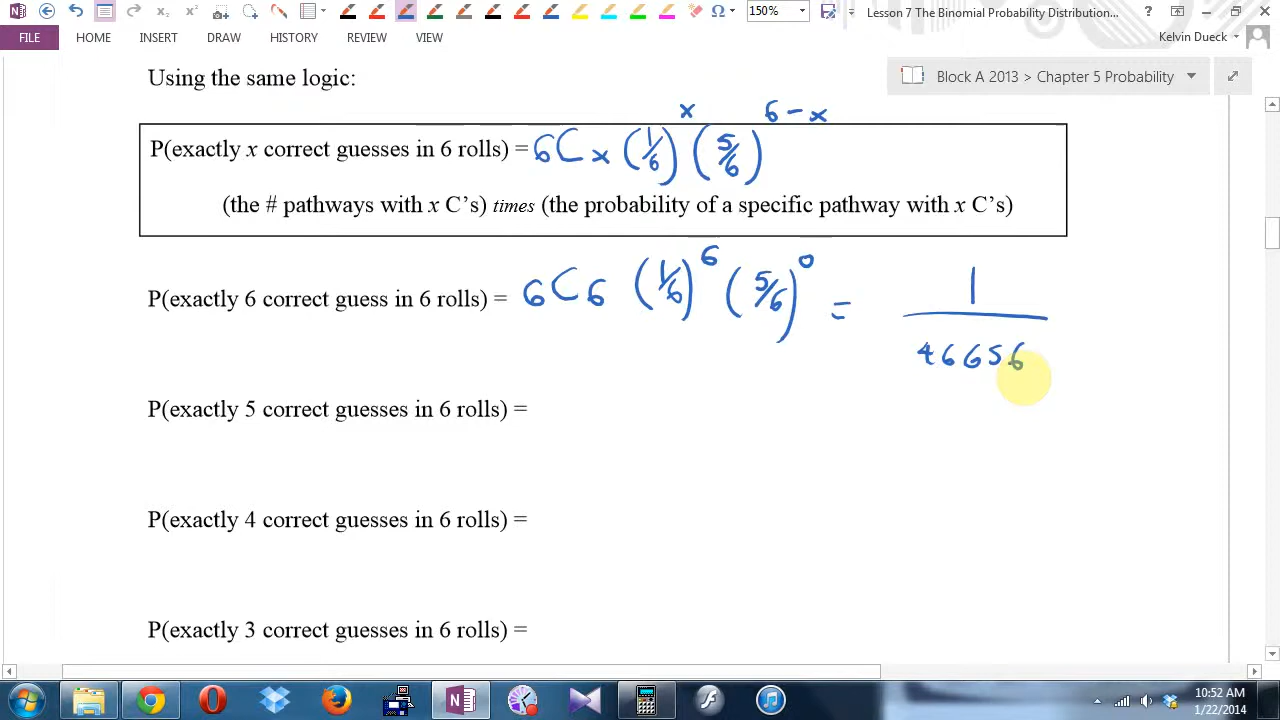 150%
Lesson 7 The Binomial Probability Distribution...
FILE HOME INSERT DRAW HISTORY REVIEW VIEW
Kelvin Dueck
Block A 2013 > Chapter 5 Probability
Using the same logic:
P(exactly x correct guesses in 6 rolls) = 6Cx (1/6)^x (5/6)^6-x
(the # pathways with x C's) times (the probability of a specific pathway with x C's)
P(exactly 6 correct guess in 6 rolls) = 6C6 (1/6)^6 (5/6)^0 = 1
46656
P(exactly 5 correct guesses in 6 rolls) =
P(exactly 4 correct guesses in 6 rolls) =
P(exactly 3 correct guesses in 6 rolls) =
10:52 AM
1/22/2014